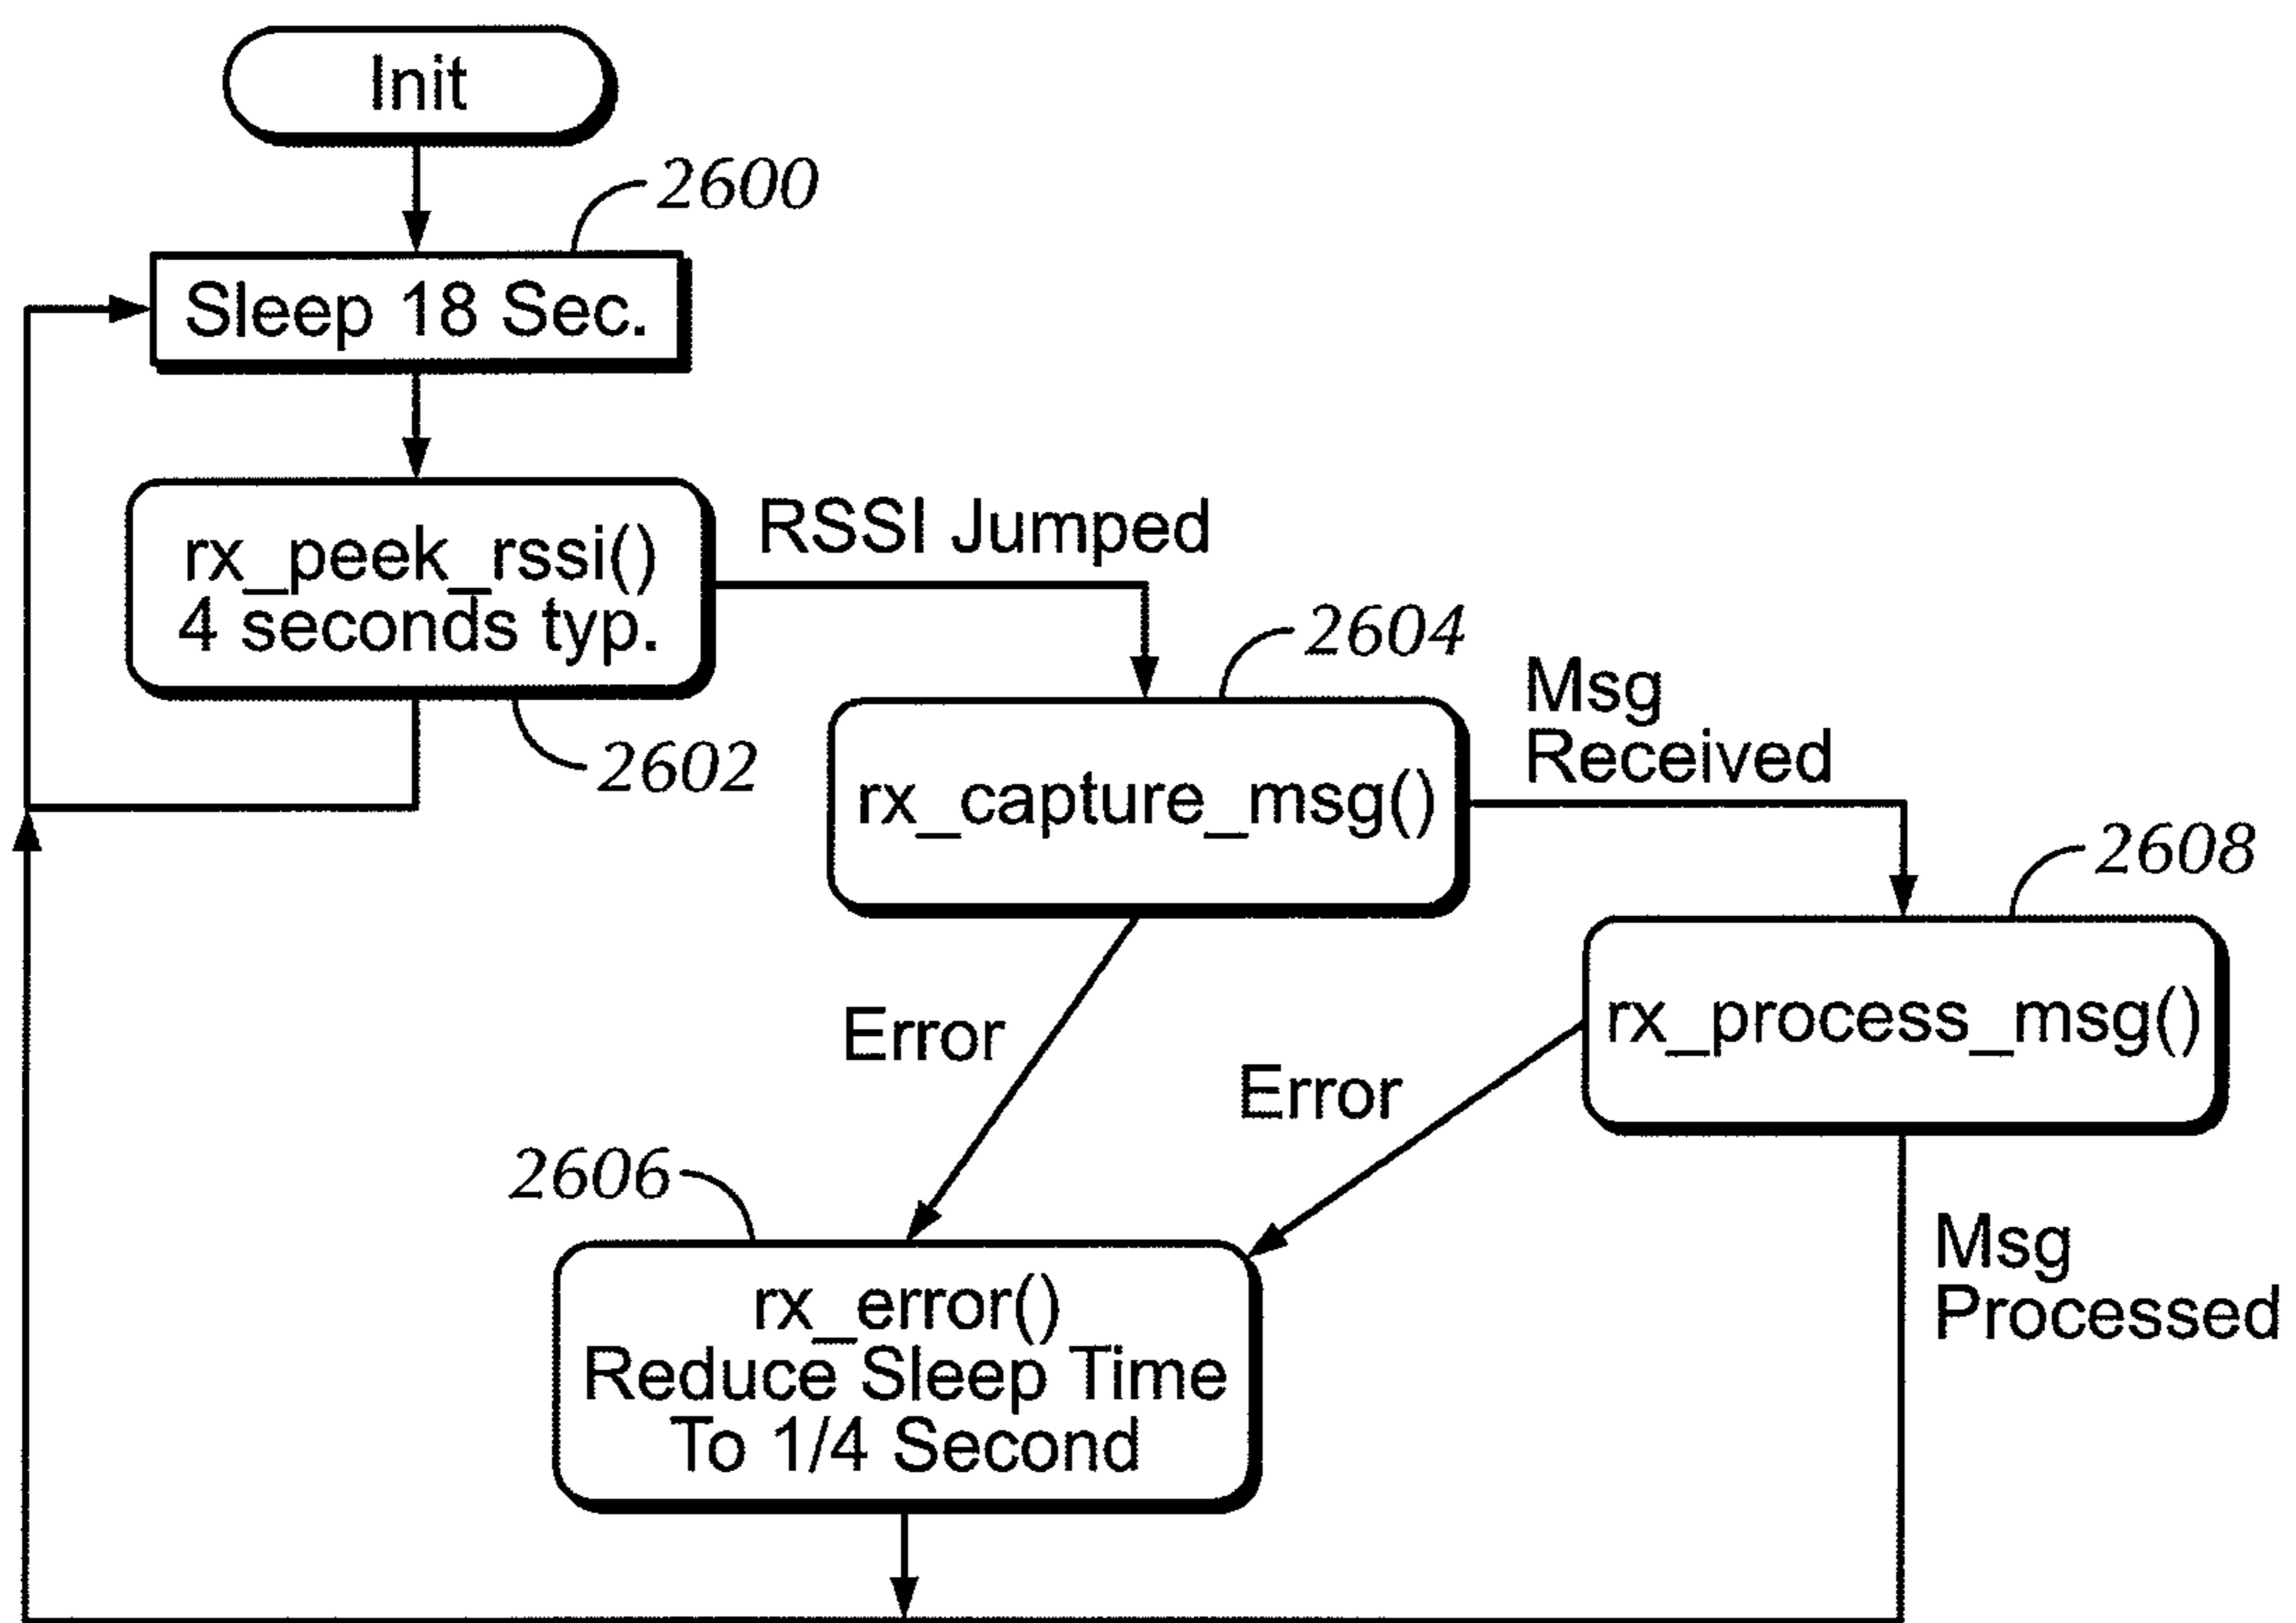 Init
2600
Sleep 18 Sec.
rx_peek_rssi()
4 seconds typ.
RSSI Jumped
2602
2604
rx_capture_msg()
Msg
Received
2608
rx_process_msg()
Error
Error
2606
rx_error()
Reduce Sleep Time
To 1/4 Second
Msg
Processed